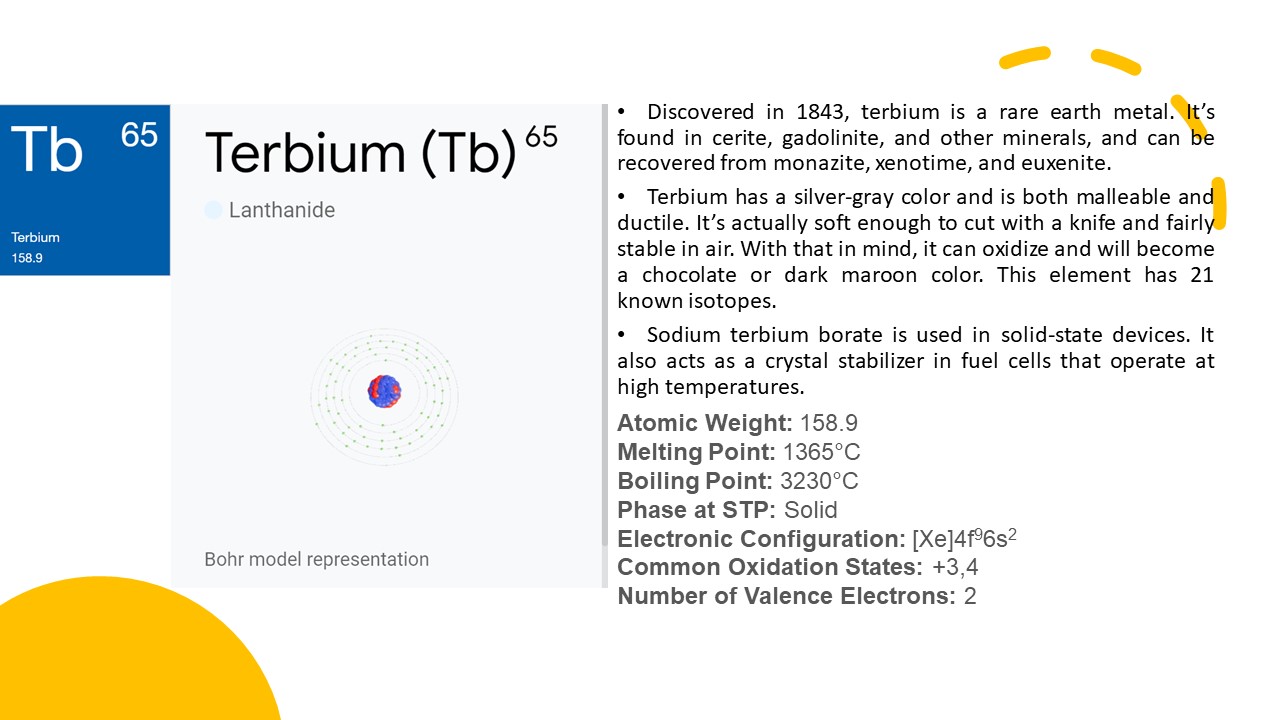 Tb 65
Terbium
158.9
Terbium (Tb) 65
Lanthanide
Bohr model representation
• Discovered in 1843, terbium is a rare earth metal. It’s
found in cerite, gadolinite, and other minerals, and can be
recovered from monazite, xenotime, and euxenite.
• Terbium has a silver-gray color and is both malleable and
ductile. It’s actually soft enough to cut with a knife and fairly
stable in air. With that in mind, it can oxidize and will become
a chocolate or dark maroon color. This element has 21
known isotopes.
• Sodium terbium borate is used in solid-state devices. It
also acts as a crystal stabilizer in fuel cells that operate at
high temperatures.
Atomic Weight: 158.9
Melting Point: 1365°C
Boiling Point: 3230°C
Phase at STP: Solid
Electronic Configuration: [Xe]4f⁹6s²
Common Oxidation States: +3,4
Number of Valence Electrons: 2